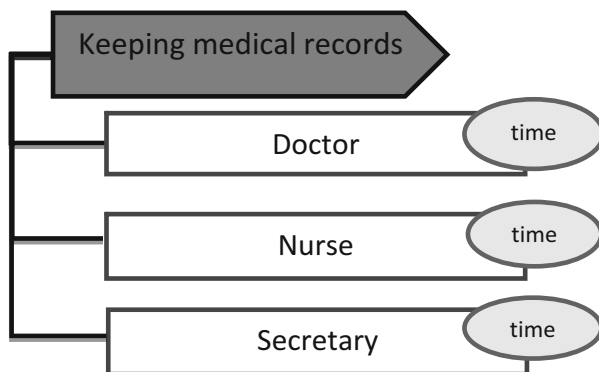 Keeping medical records
Doctor
time
Nurse
time
Secretary
time